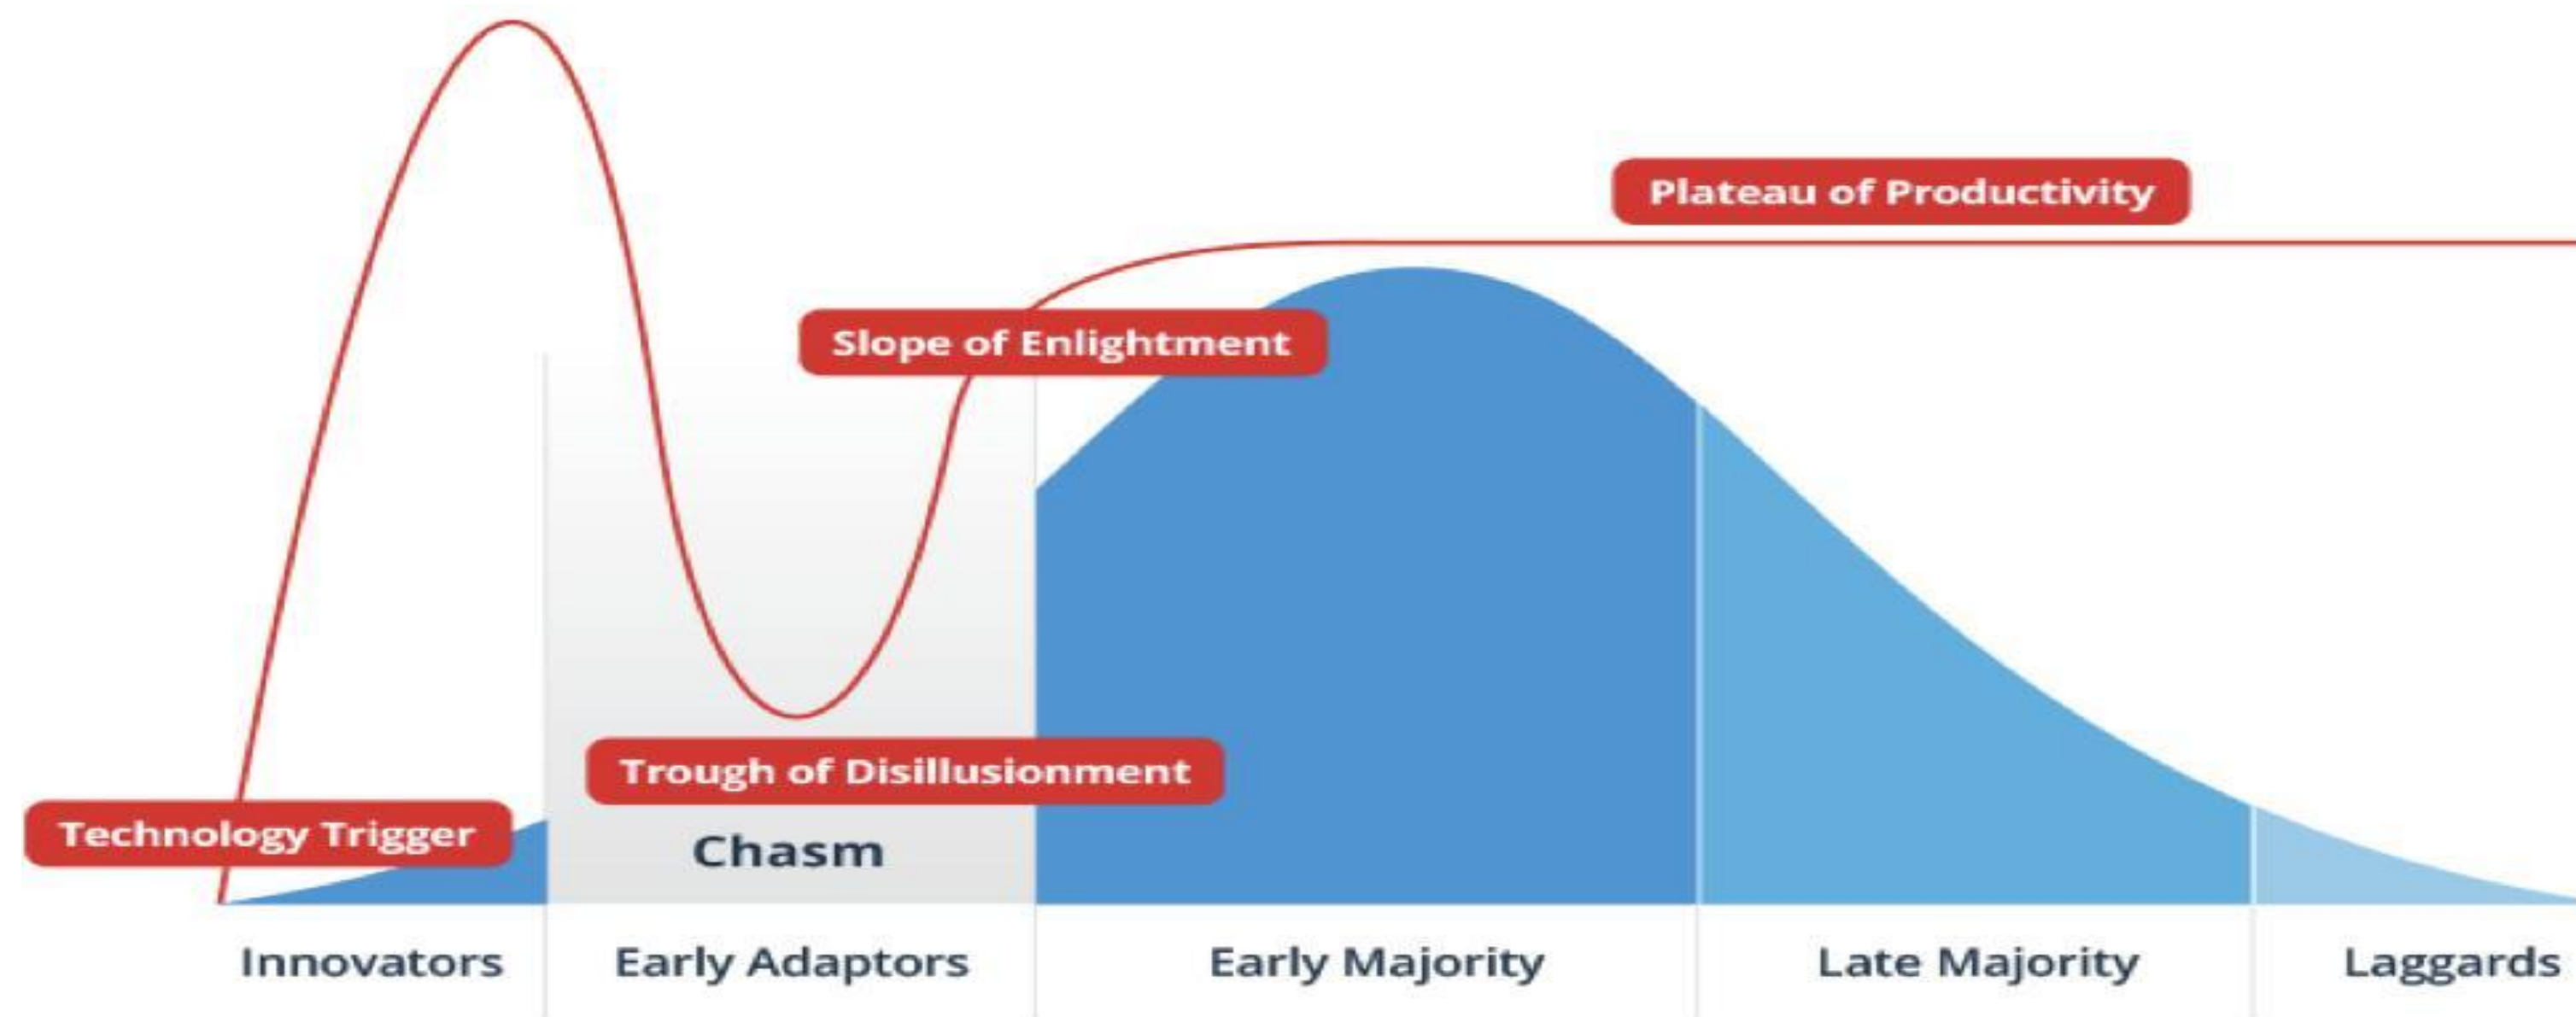 Plateau of Productivity
Slope of Enlightment
Trough of Disillusionment
Technology Trigger
Chasm
Innovators
Early Adaptors
Early Majority
Late Majority
Laggards